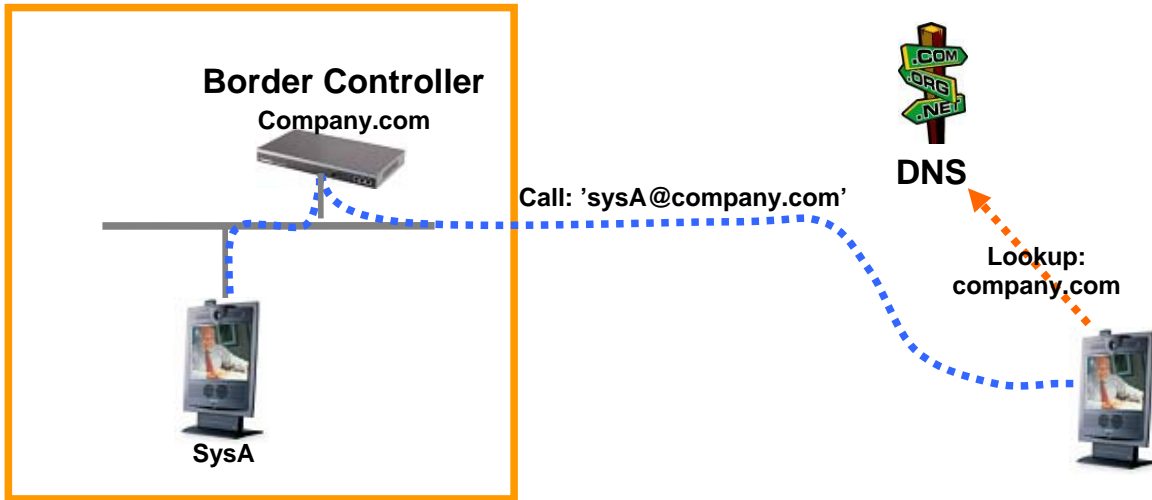 Border Controller
Company.com
.COM
.ORG
.NET
DNS
Call: ’sysA@company.com’
Lookup:
company.com
SysA